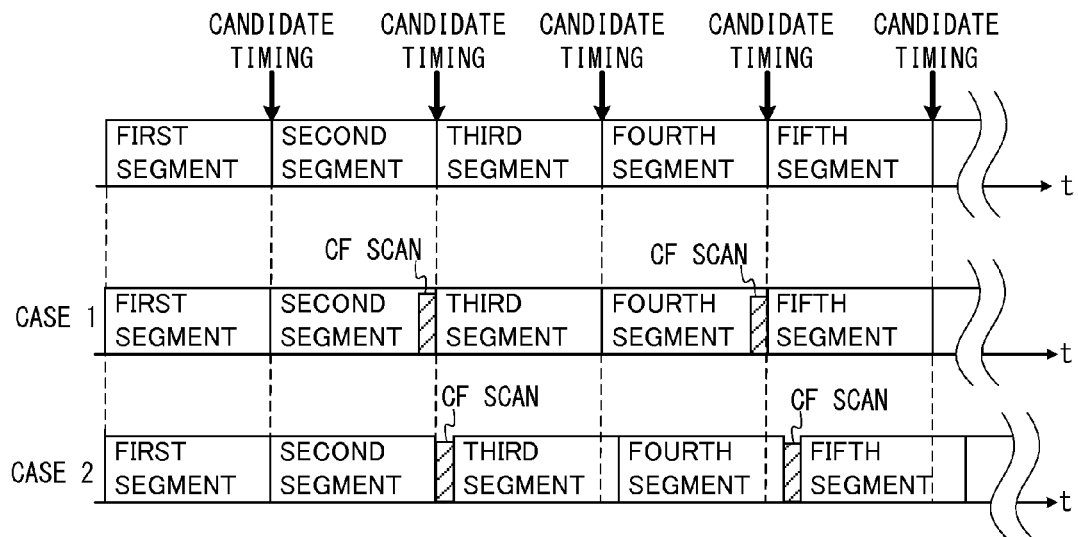 CANDIDATE TIMING
CANDIDATE TIMING
CANDIDATE TIMING
CANDIDATE TIMING
CANDIDATE TIMING
FIRST SEGMENT
SECOND SEGMENT
THIRD SEGMENT
FOURTH SEGMENT
FIFTH SEGMENT
t
CF SCAN
CF SCAN
CASE 1
FIRST SEGMENT
SECOND SEGMENT
THIRD SEGMENT
FOURTH SEGMENT
FIFTH SEGMENT
t
CF SCAN
CF SCAN
CASE 2
FIRST SEGMENT
SECOND SEGMENT
THIRD SEGMENT
FOURTH SEGMENT
FIFTH SEGMENT
t